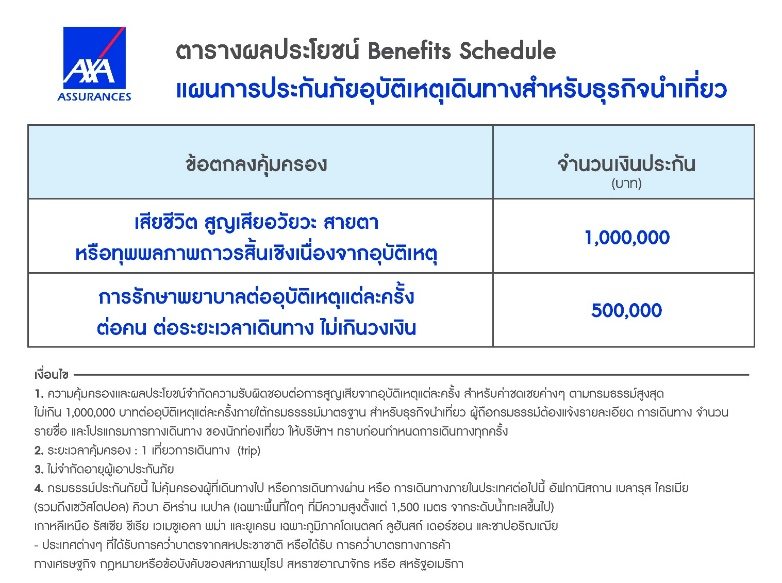 AXA
ASSURANCES
ตารางผลประโยชน์ Benefits Schedule
แผนการประกันภัยอุบัติเหตุเดินทางสำหรับธุรกิจนำเที่ยว
ข้อตกลงคุ้มครอง
จำนวนเงินประกัน
(บาท)
เสียชีวิต สูญเสียอวัยวะ สายตา
หรือทุพพลภาพถาวรสิ้นเชิงเนื่องจากอุบัติเหตุ
1,000,000
การรักษาพยาบาลต่ออุบัติเหตุแต่ละครั้ง
ต่อคน ต่อระยะเวลาเดินทาง ไม่เกินวงเงิน
500,000
เงื่อนไข
1. ความคุ้มครองและผลประโยชน์จำกัดความรับผิดชอบต่อการสูญเสียจากอุบัติเหตุแต่ละครั้ง สำหรับค่าชดเชยค่างๆ ตามกรมธรรม์สูงสุด
ไม่เกิน 1,000,000 บาทต่ออุบัติเหตุแต่ละครั้งภายใต้กรมธรรรม์มาตรฐาน สำหรับธุรกิจนำเที่ยว ผู้ถือกรมธรรม์ต้องแจ้งรายละเอียด การเดินทาง จำนวน
รายชื่อ และโปรแกรมการทางเดินทาง ของนักท่องเที่ยว ให้บริษัทฯ ทราบก่อนกำหนดการเดินทางทุกครั้ง
2. ระยะเวลาคุ้มครอง : 1 เที่ยวการเดินทาง (trip)
3. ไม่จำกัดอายุผู้เอาประกันภัย
4. กรมธรรม์ประกันภัยนี้ ไม่คุ้มครองผู้ที่เดินทางไป หรือการเดินทางผ่าน หรือ การเดินทางภายในประเทศต่อไปนี้ อัฟกานิสถาน เบลารุส ไครเมีย
(รวมถึงเซวัสโตปอล) คิวบา อิหร่าน เนปาล (เฉพาะพื้นที่ใดๆ ที่มีความสูงตั้งแต่ 1,500 เมตร จากระดับน้ำทะเลขึ้นไป)
เกาหลีเหนือ รัสเซีย ซีเรีย เวเนซูเอลา พม่า และยูเครน เฉพาะภูมิภาคโดเนตสก์ ลูฮันสก์ เดอร์ซอน และซาปอริฌเฌีย
- ประเทศต่างๆ ที่ได้รับการคว่ำบาตรจากสหประชาชาติ หรือได้รับ การคว่ำบาตรทางการค้า
ทางเศรษฐกิจ กฎหมายหรือข้อบังคับของสหภาพยุโรป สหราชอาณาจักร หรือ สหรัฐอเมริกา